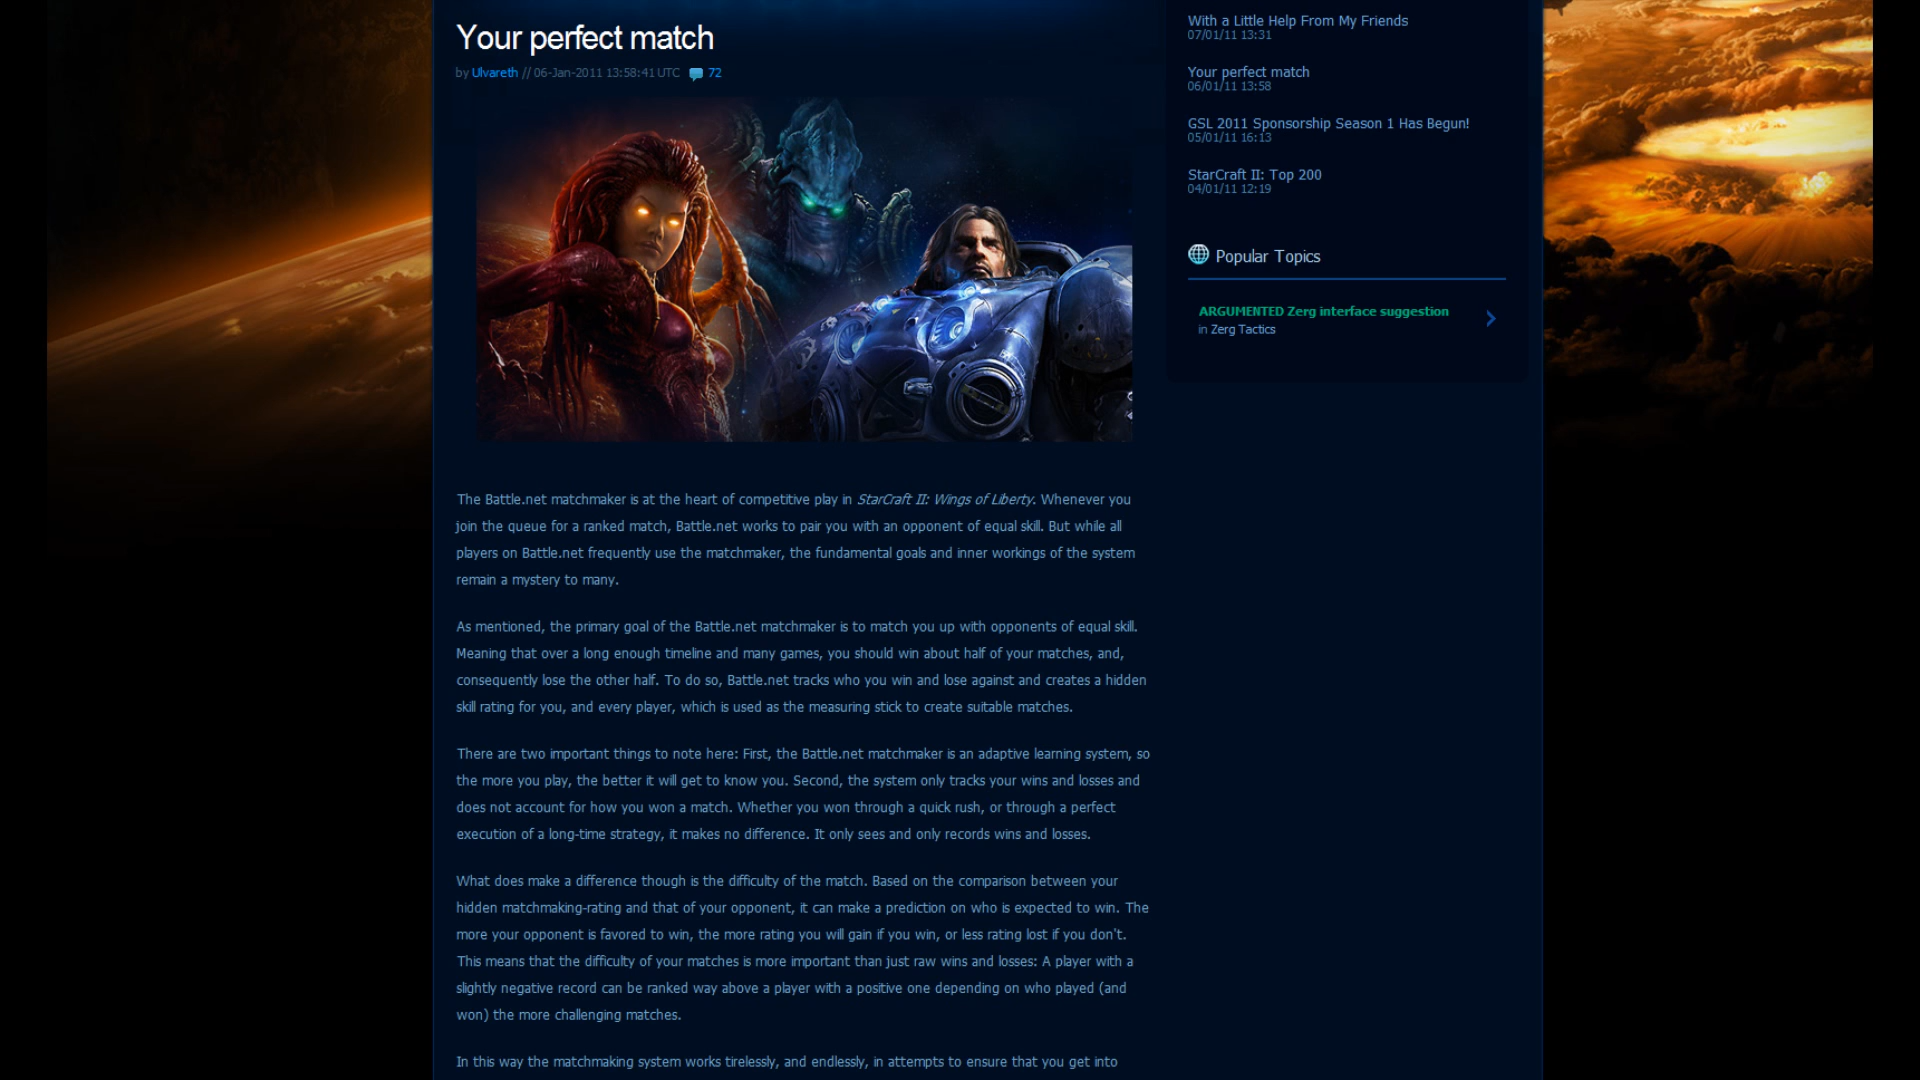 Your perfect match
by Ulvareth // 06-Jan-2011 13:58:41 UTC 72
The Battle.net matchmaker is at the heart of competitive play in StarCraft II: Wings of Liberty. Whenever you
join the queue for a ranked match, Battle.net works to pair you with an opponent of equal skill. But while all
players on Battle.net frequently use the matchmaker, the fundamental goals and inner workings of the system
remain a mystery to many.
As mentioned, the primary goal of the Battle.net matchmaker is to match you up with opponents of equal skill.
Meaning that over a long enough timeline and many games, you should win about half of your matches, and,
consequently lose the other half. To do so, Battle.net tracks who you win and lose against and creates a hidden
skill rating for you, and every player, which is used as the measuring stick to create suitable matches.
There are two important things to note here: First, the Battle.net matchmaker is an adaptive learning system, so
the more you play, the better it will get to know you. Second, the system only tracks your wins and losses and
does not account for how you won a match. Whether you won through a quick rush, or through a perfect
execution of a long-time strategy, it makes no difference. It only sees and only records wins and losses.
What does make a difference though is the difficulty of the match. Based on the comparison between your
hidden matchmaking-rating and that of your opponent, it can make a prediction on who is expected to win. The
more your opponent is favored to win, the more rating you will gain if you win, or less rating lost if you don't.
This means that the difficulty of your matches is more important than just raw wins and losses: A player with a
slightly negative record can be ranked way above a player with a positive one depending on who played (and
won) the more challenging matches.
In this way the matchmaking system works tirelessly, and endlessly, in attempts to ensure that you get into
With a Little Help From My Friends
07/01/11 13:31
Your perfect match
06/01/11 13:58
GSL 2011 Sponsorship Season 1 Has Begun!
05/01/11 16:13
StarCraft II: Top 200
04/01/11 12:19
Popular Topics
ARGUMENTED Zerg interface suggestion
in Zerg Tactics